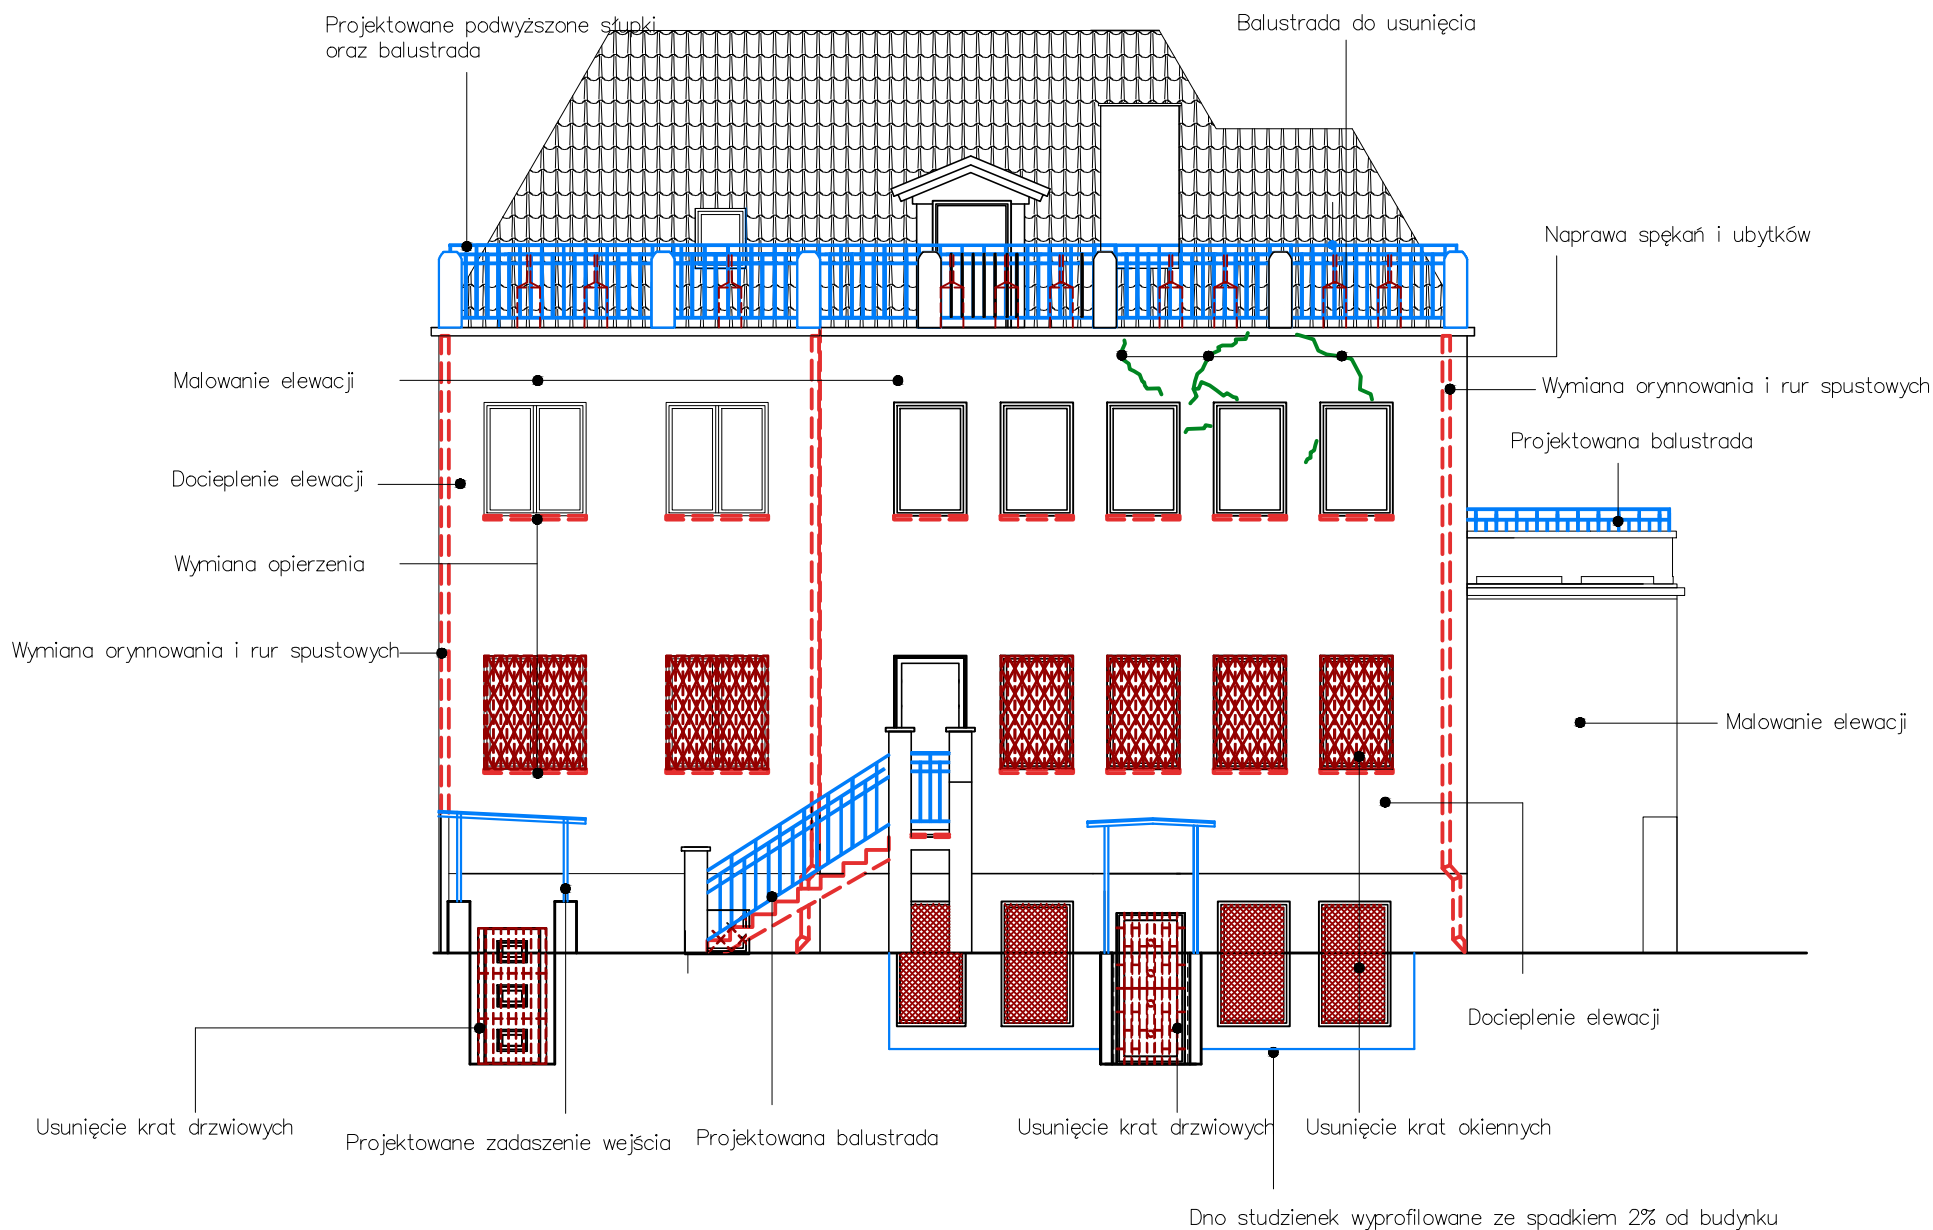 Projektowane podwyższone słupki
oraz balustrada
Balustrada do usunięcia
Naprawa spękań i ubytków
Malowanie elewacji
Wymiana orynnowania i rur spustowych
Projektowana balustrada
Docieplenie elewacji
Wymiana opierzenia
Wymiana orynnowania i rur spustowych
Malowanie elewacji
Docieplenie elewacji
Usunięcie krat drzwiowych
Projektowane zadaszenie wejścia
Projektowana balustrada
Usunięcie krat drzwiowych
Usunięcie krat okiennych
Dno studzienek wyprofilowane ze spadkiem 2% od budynku